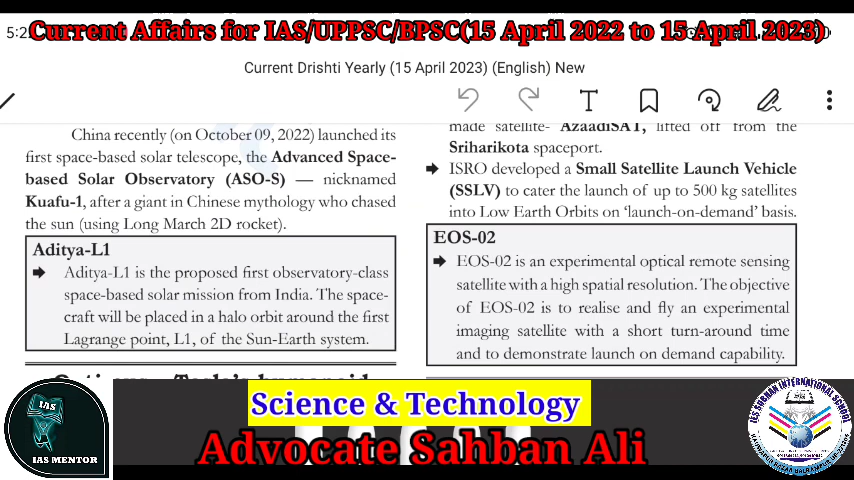 Current Affairs for IAS/UPPSC/BPSC(15 April 2022 to 15 April 2023)
5:2
Current Drishti Yearly (15 April 2023) (English) New
China recently (on October 09, 2022) launched its
first space-based solar telescope, the Advanced Space-
based Solar Observatory (ASO-S) — nicknamed
Kuafu-1, after a giant in Chinese mythology who chased
the sun (using Long March 2D rocket).
Aditya-L1
Aditya-L1 is the proposed first observatory-class
space-based solar mission from India. The space-
craft will be placed in a halo orbit around the first
Lagrange point, L1, of the Sun-Earth system.
made satellite- AzaadiSAT, lifted off from the
Sriharikota spaceport.
ISRO developed a Small Satellite Launch Vehicle
(SSLV) to cater the launch of up to 500 kg satellites
into Low Earth Orbits on ‘launch-on-demand’ basis.
EOS-02
EOS-02 is an experimental optical remote sensing
satellite with a high spatial resolution. The objective
of EOS-02 is to realise and fly an experimental
imaging satellite with a short turn-around time
and to demonstrate launch on demand capability.
Science & Technology
Advocate Sahban Ali
IAS
IAS MENTOR